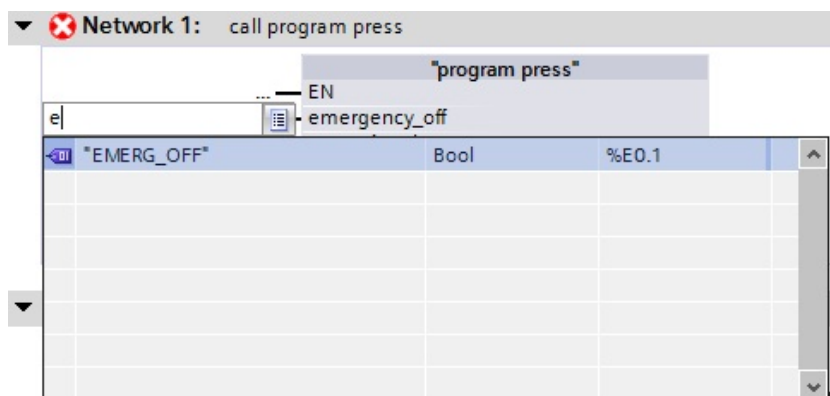 Network 1: call program press
"program press"
... EN
e emergency_off
"EMERG_OFF" Bool %E0.1